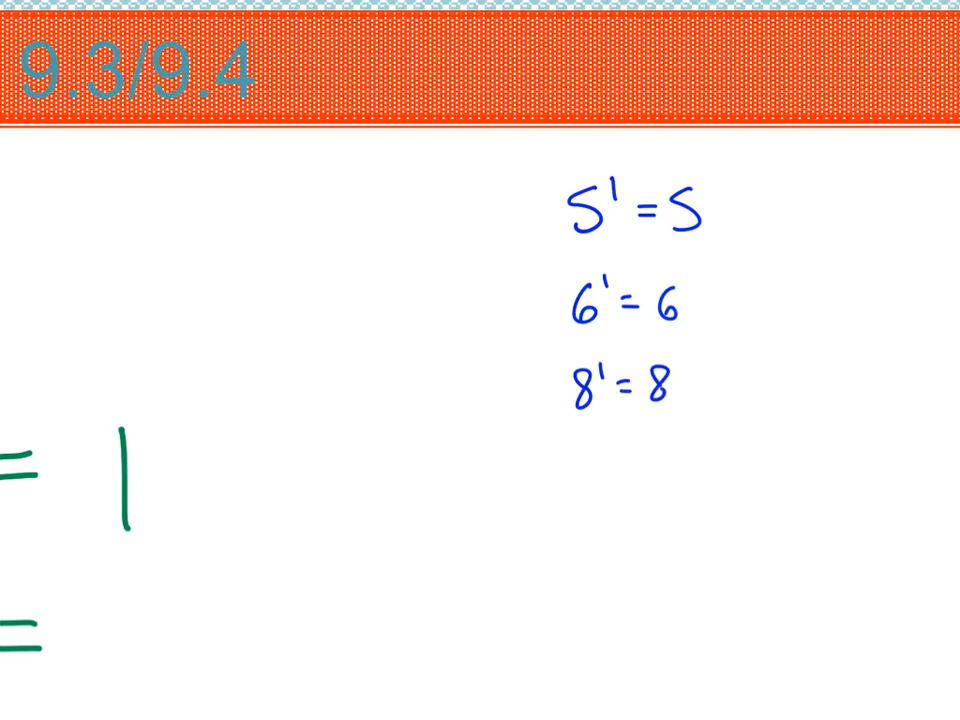 9.3/9.4
5¹ = 5
6¹ = 6
8¹ = 8
= 1
=